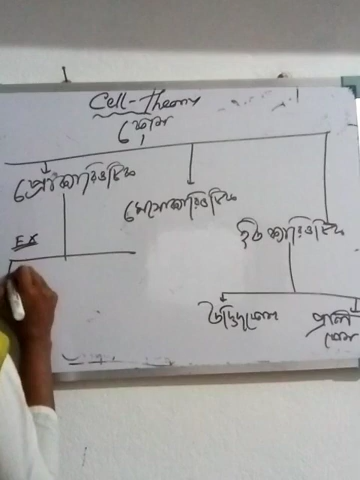 Cell-Theory
কোষ
প্রোক্যারিওটিক
মেসোক্যারিওটিক
ইউক্যারিওটিক
EX
উদ্ভিদকোষ
প্রাণী
কোষ